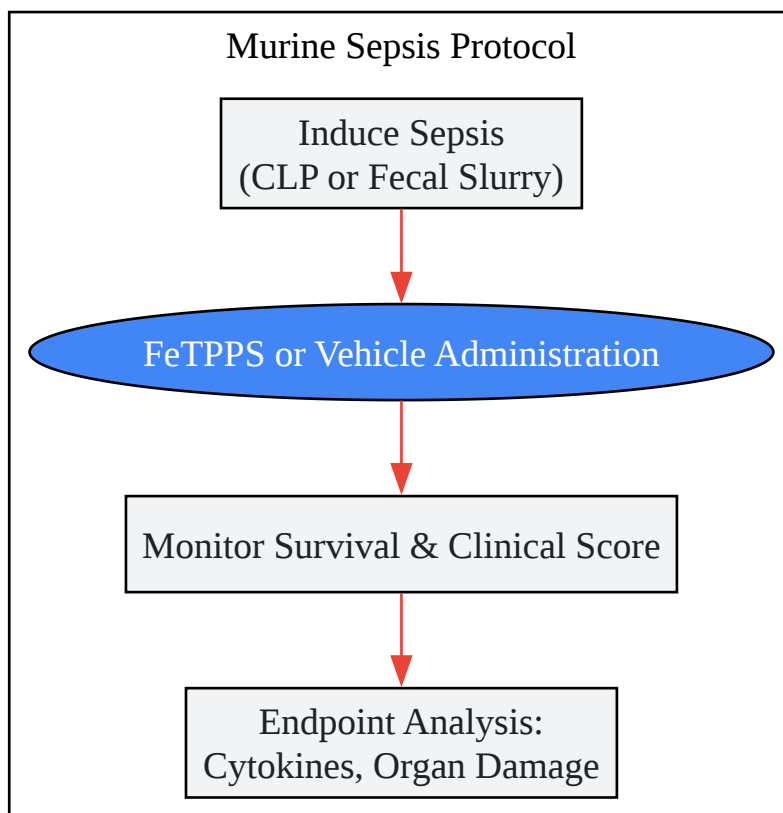 Murine Sepsis Protocol
Induce Sepsis
(CLP or Fecal Slurry)
FeTPPS or Vehicle Administration
Monitor Survival & Clinical Score
Endpoint Analysis:
Cytokines, Organ Damage